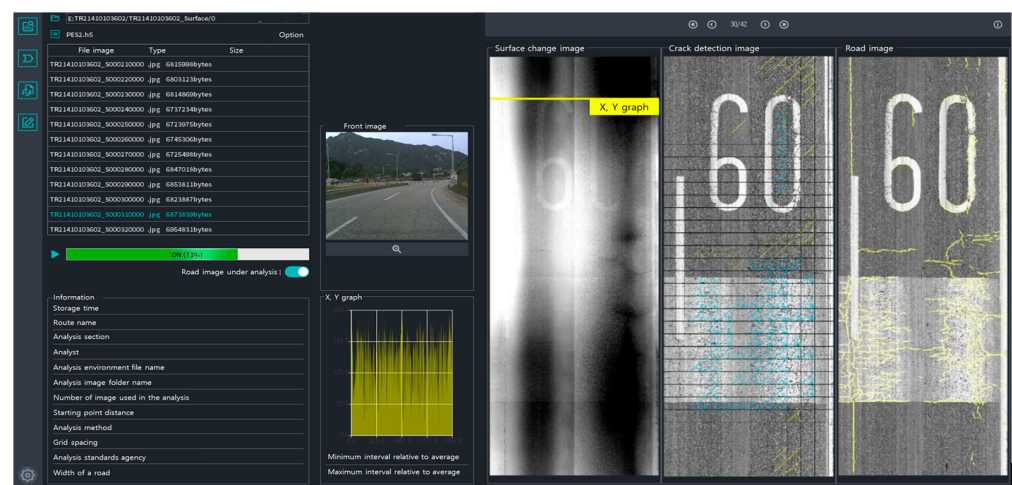 E:TR21410103602/TR21410103602_Surface/0
30/42
PES2.h5 Option
File image Type Size
TR21410103602_S000210000 .jpg 6815998bytes
TR21410103602_S000220000 .jpg 6803123bytes
TR21410103602_S000230000 .jpg 6814869bytes
TR21410103602_S000240000 .jpg 6737234bytes
TR21410103602_S000250000 .jpg 6723975bytes
TR21410103602_S000260000 .jpg 6745306bytes
TR21410103602_S000270000 .jpg 6725498bytes
TR21410103602_S000280000 .jpg 6847018bytes
TR21410103602_S000290000 .jpg 6853811bytes
TR21410103602_S000300000 .jpg 6823887bytes
TR21410103602_S000310000 .jpg 6873839bytes
TR21410103602_S000320000 .jpg 6954831bytes
ON (71%)
Road image under analysis
Information
Storage time
Route name
Analysis section
Analyst
Analysis environment file name
Analysis image folder name
Number of image used in the analysis
Starting point distance
Analysis method
Grid spacing
Analysis standards agency
Width of a road
Front image
X, Y graph
Minimum interval relative to average
Maximum interval relative to average
Surface change image
X, Y graph
60
Crack detection image
60
Road image
60